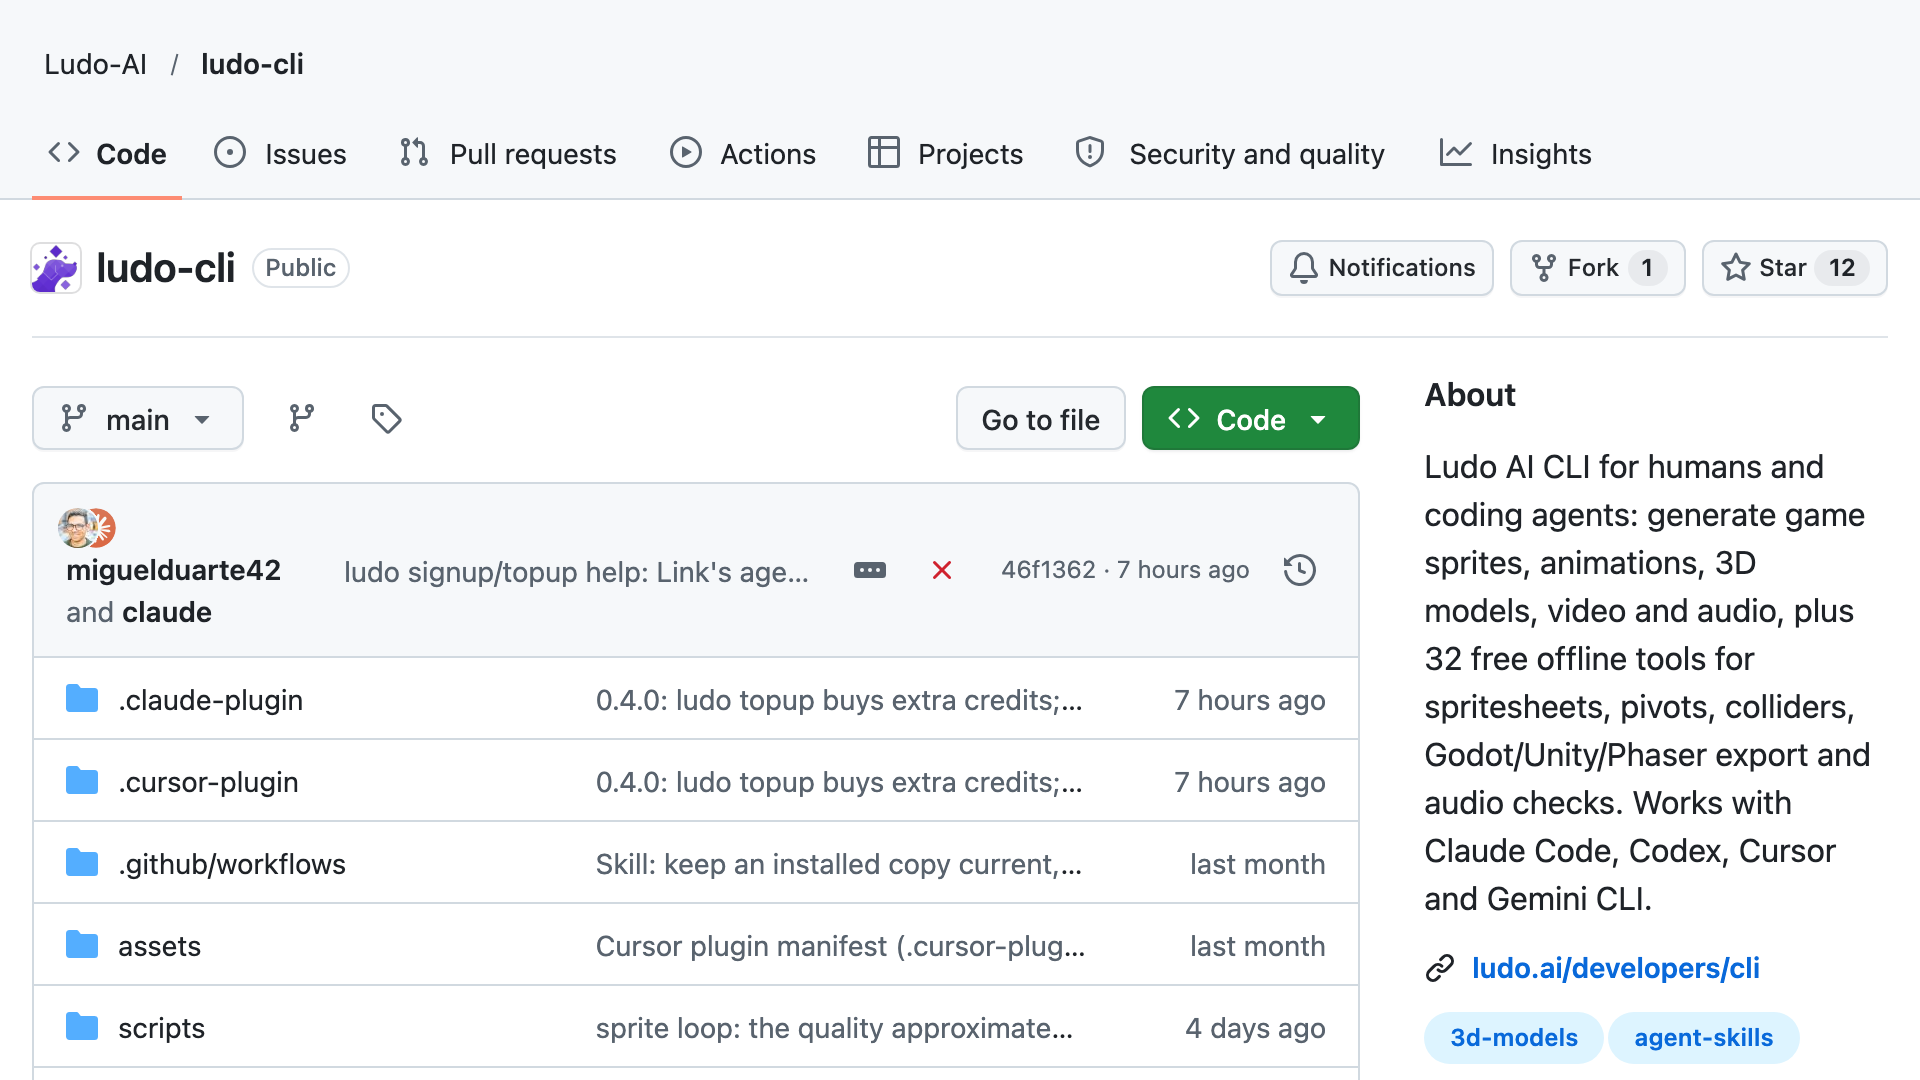 Ludo-AI / ludo-cli
Code Issues Pull requests Actions Projects Security and quality Insights
ludo-cli Public Notifications Fork 1 Star 12
main Go to file Code
migueldurarte42
and claude
ludo signup/topup help: Link's age... 46f1362 · 7 hours ago
.claude-plugin 0.4.0: ludo topup buys extra credits;... 7 hours ago
.cursor-plugin 0.4.0: ludo topup buys extra credits;... 7 hours ago
.github/workflows Skill: keep an installed copy current,... last month
assets Cursor plugin manifest (.cursor-plug... last month
scripts sprite loop: the quality approximate... 4 days ago
About
Ludo AI CLI for humans and
coding agents: generate game
sprites, animations, 3D
models, video and audio, plus
32 free offline tools for
spritesheets, pivots, colliders,
Godot/Unity/Phaser export and
audio checks. Works with
Claude Code, Codex, Cursor
and Gemini CLI.
ludo.ai/developers/cli
3d-models agent-skills